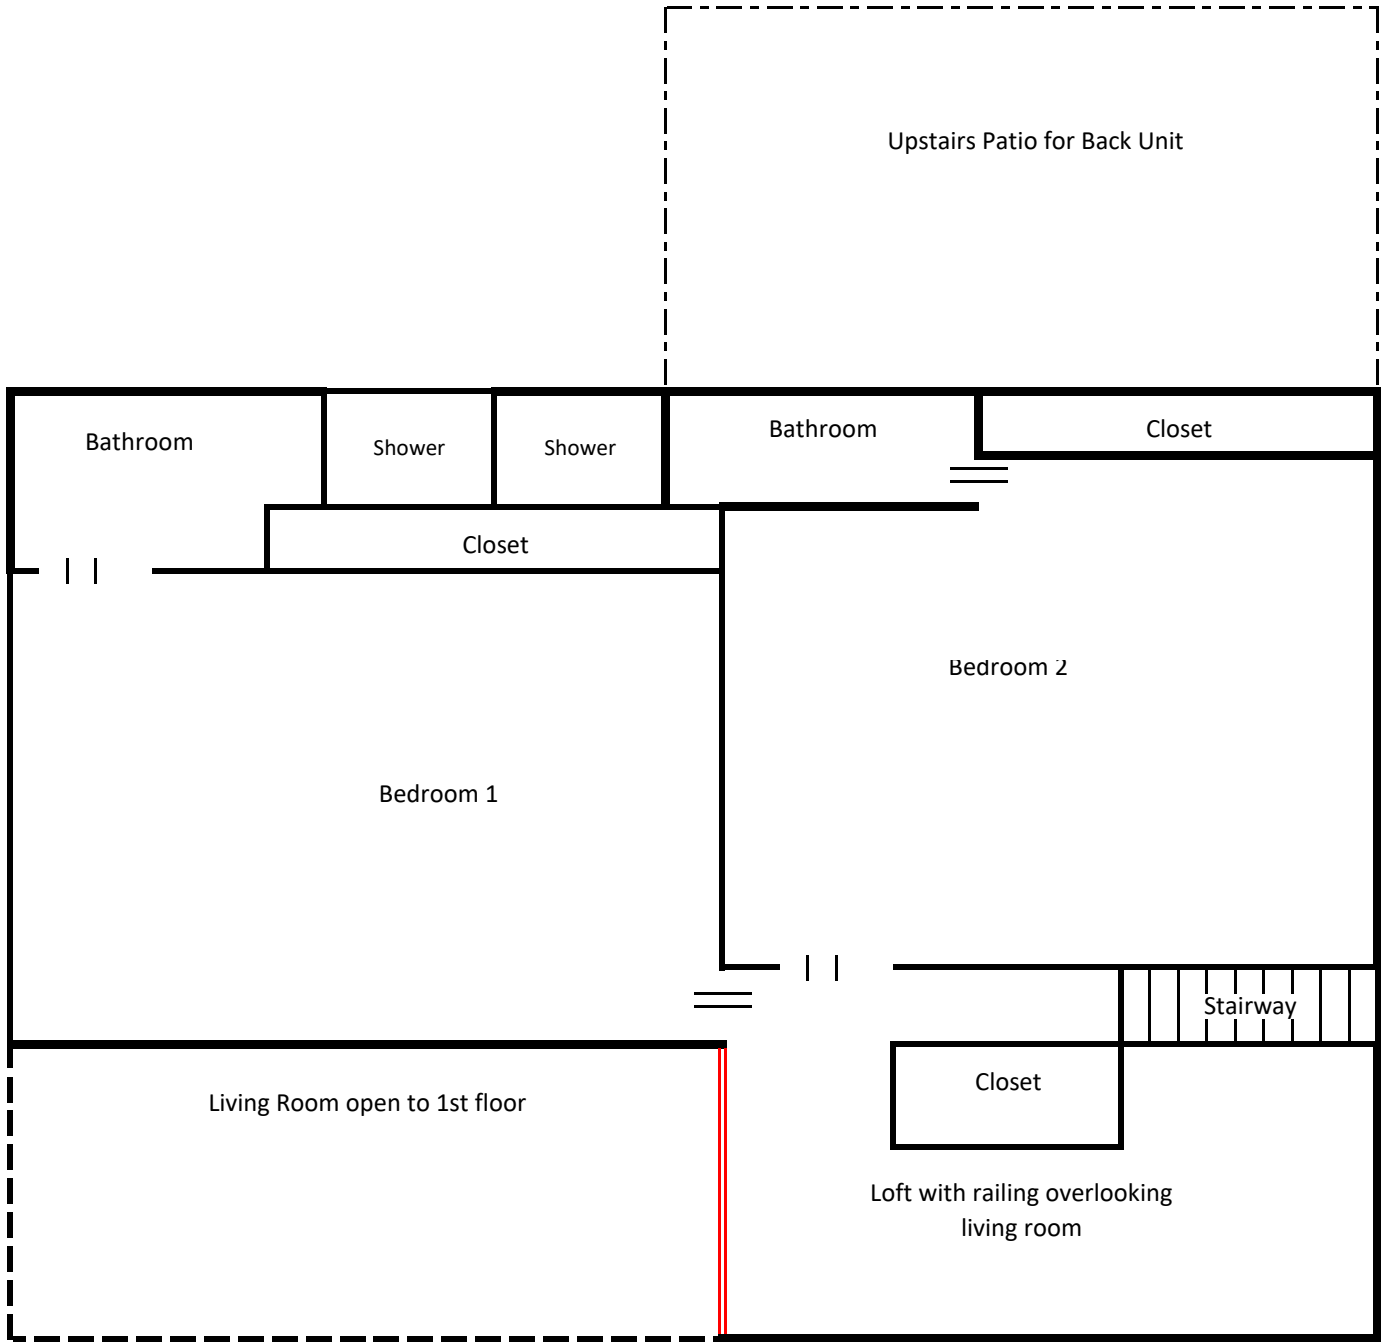 Upstairs Patio for Back Unit
Bathroom
Shower
Shower
Bathroom
Closet
Closet
Bedroom 2
Bedroom 1
Stairway
Closet
Living Room open to 1st floor
Loft with railing overlooking
living room